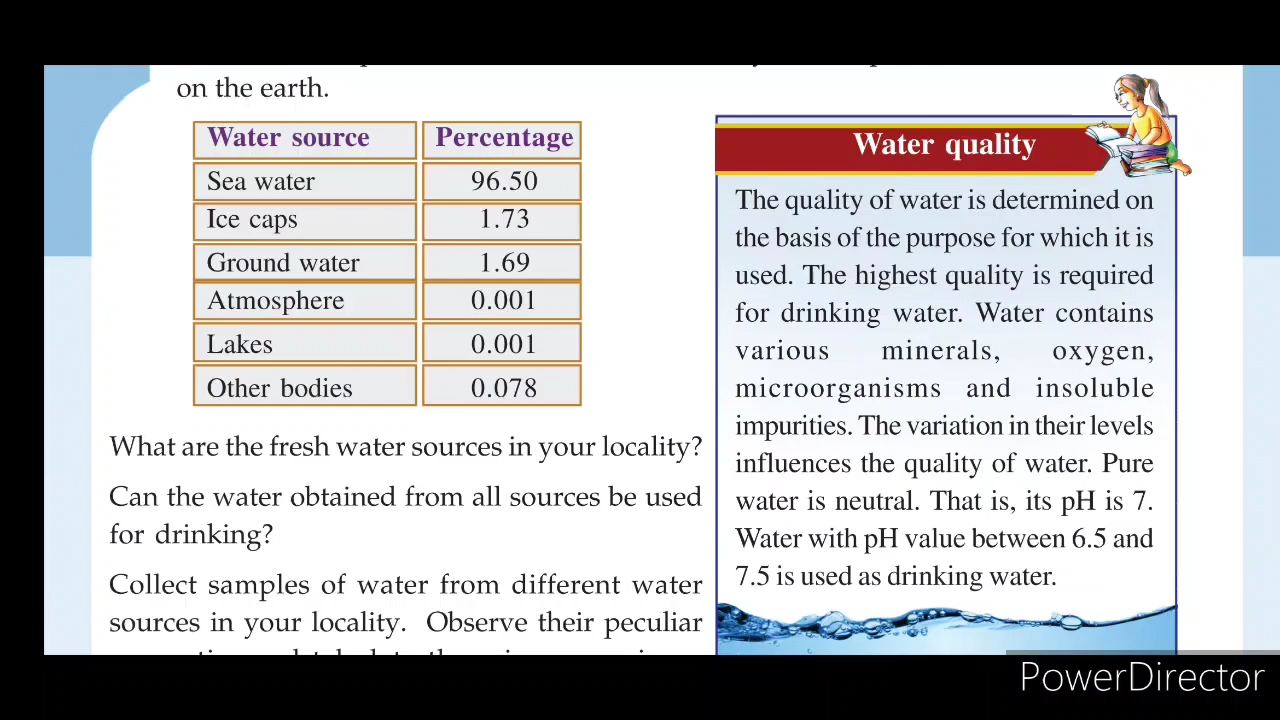 on the earth.
Water source Percentage
Sea water 96.50
Ice caps 1.73
Ground water 1.69
Atmosphere 0.001
Lakes 0.001
Other bodies 0.078
What are the fresh water sources in your locality?
Can the water obtained from all sources be used
for drinking?
Collect samples of water from different water
sources in your locality. Observe their peculiar
Water quality
The quality of water is determined on
the basis of the purpose for which it is
used. The highest quality is required
for drinking water. Water contains
various minerals, oxygen,
microorganisms and insoluble
impurities. The variation in their levels
influences the quality of water. Pure
water is neutral. That is, its pH is 7.
Water with pH value between 6.5 and
7.5 is used as drinking water.
PowerDirector